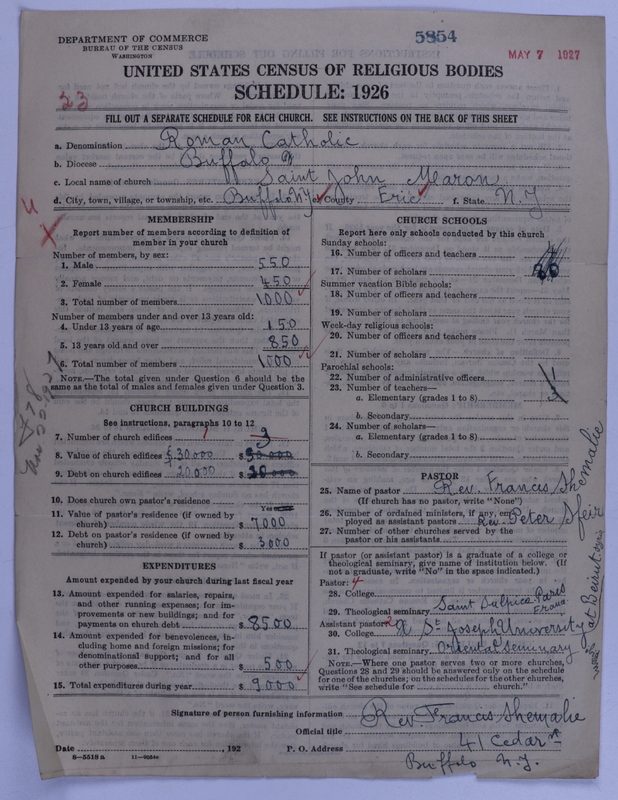 DEPARTMENT OF COMMERCE
BUREAU OF THE CENSUS
WASHINGTON
5854
MAY 7 1927
UNITED STATES CENSUS OF RELIGIOUS BODIES
SCHEDULE: 1926
23
FILL OUT A SEPARATE SCHEDULE FOR EACH CHURCH. SEE INSTRUCTIONS ON THE BACK OF THIS SHEET
a. Denomination Roman Catholic
b. Diocese Buffalo
c. Local name of church Saint John Maron
d. City, town, village, or township, etc. Buffalo N.Y e. County Erie f. State N.Y
4
MEMBERSHIP
Report number of members according to definition of
member in your church
Number of members, by sex:
1. Male 550
2. Female 450
3. Total number of members 1000
Number of members under and over 13 years old:
4. Under 13 years of age 150
5. 13 years old and over 850
6. Total number of members 1000
NOTE.—The total given under Question 6 should be the
same as the total of males and females given under Question 3.
CHURCH BUILDINGS
See instructions, paragraphs 10 to 12
7. Number of church edifices 1
8. Value of church edifices $30.000 $30.000
9. Debt on church edifices 20.000 $20.000
10. Does church own pastor's residence Yes
11. Value of pastor's residence (if owned by
church) $7000
12. Debt on pastor's residence (if owned by
church) $3000
EXPENDITURES
Amount expended by your church during last fiscal year
13. Amount expended for salaries, repairs,
and other running expenses; for im-
provements or new buildings; and for
payments on church debt $8500
14. Amount expended for benevolences, in-
cluding home and foreign missions; for
denominational support; and for all
other purposes $500
15. Total expenditures during year $9000
CHURCH SCHOOLS
Report here only schools conducted by this church
Sunday schools:
16. Number of officers and teachers
17. Number of scholars
Summer vacation Bible schools:
18. Number of officers and teachers
19. Number of scholars
Week-day religious schools:
20. Number of officers and teachers
21. Number of scholars
Parochial schools:
22. Number of administrative officers
23. Number of teachers—
a. Elementary (grades 1 to 8)
b. Secondary
24. Number of scholars—
a. Elementary (grades 1 to 8)
b. Secondary
PASTOR
25. Name of pastor Rev. Francis Shemalie
(If church has no pastor, write "None")
26. Number of ordained ministers, if any, em-
ployed as assistant pastors Rev. Peter Sfeir
27. Number of other churches served by the
pastor or his assistants
If pastor (or assistant pastor) is a graduate of a college or
theological seminary, give name of institution below. (If
not a graduate, write "No" in the space indicated.)
Pastor: 4
28. College
29. Theological seminary Saint Sulpice Paris
Assistant pastor: 2
30. College St Joseph University at Beirut
31. Theological seminary Oriental Seminary
NOTE.—Where one pastor serves two or more churches,
Questions 28 and 29 should be answered only on the schedule
for one of the churches; on the schedules for the other churches,
write "See schedule for church."
Signature of person furnishing information Rev. Francis Shemalie
Official title
Date , 192 P. O. Address 41 Cedar
Buffalo N.Y.
8—5518 a